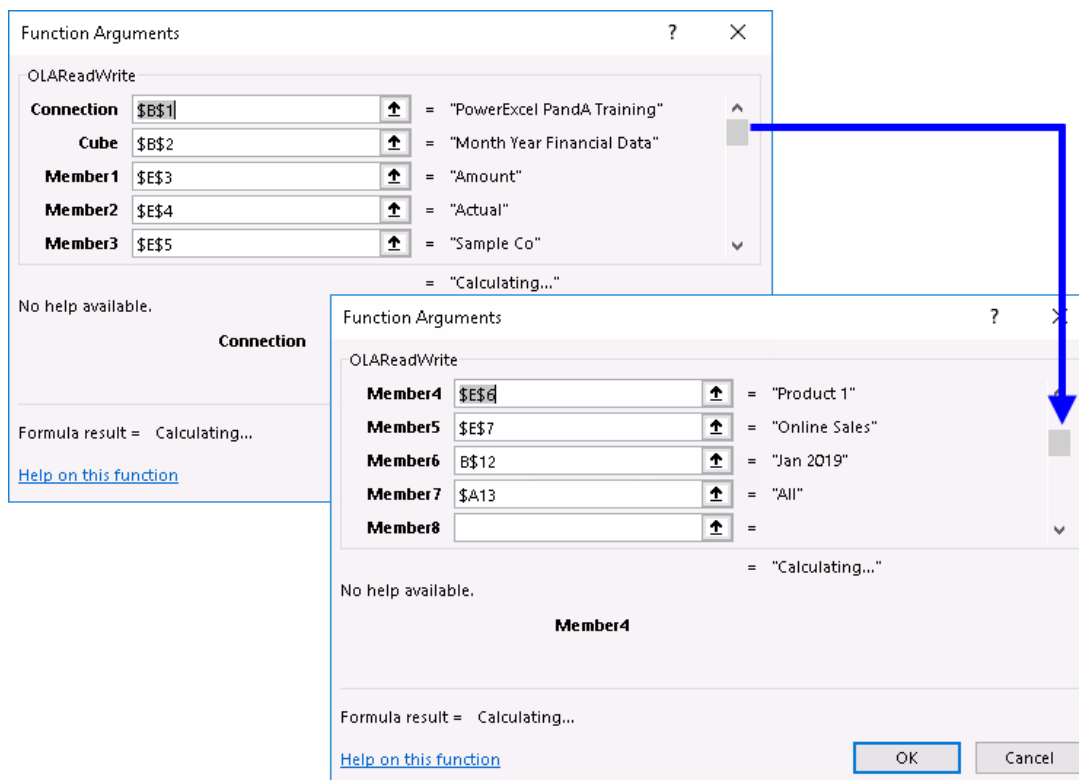 Function Arguments ? ✕
OLAReadWrite
Connection $B$1 = "PowerExcel PandA Training"
Cube $B$2 = "Month Year Financial Data"
Member1 $E$3 = "Amount"
Member2 $E$4 = "Actual"
Member3 $E$5 = "Sample Co"
= "Calculating..."
No help available.
Connection
Formula result = Calculating...
Help on this function
Function Arguments ? ✕
OLAReadWrite
Member4 $E$6 = "Product 1"
Member5 $E$7 = "Online Sales"
Member6 B$12 = "Jan 2019"
Member7 $A13 = "All"
Member8 =
= "Calculating..."
No help available.
Member4
Formula result = Calculating...
Help on this function OK Cancel